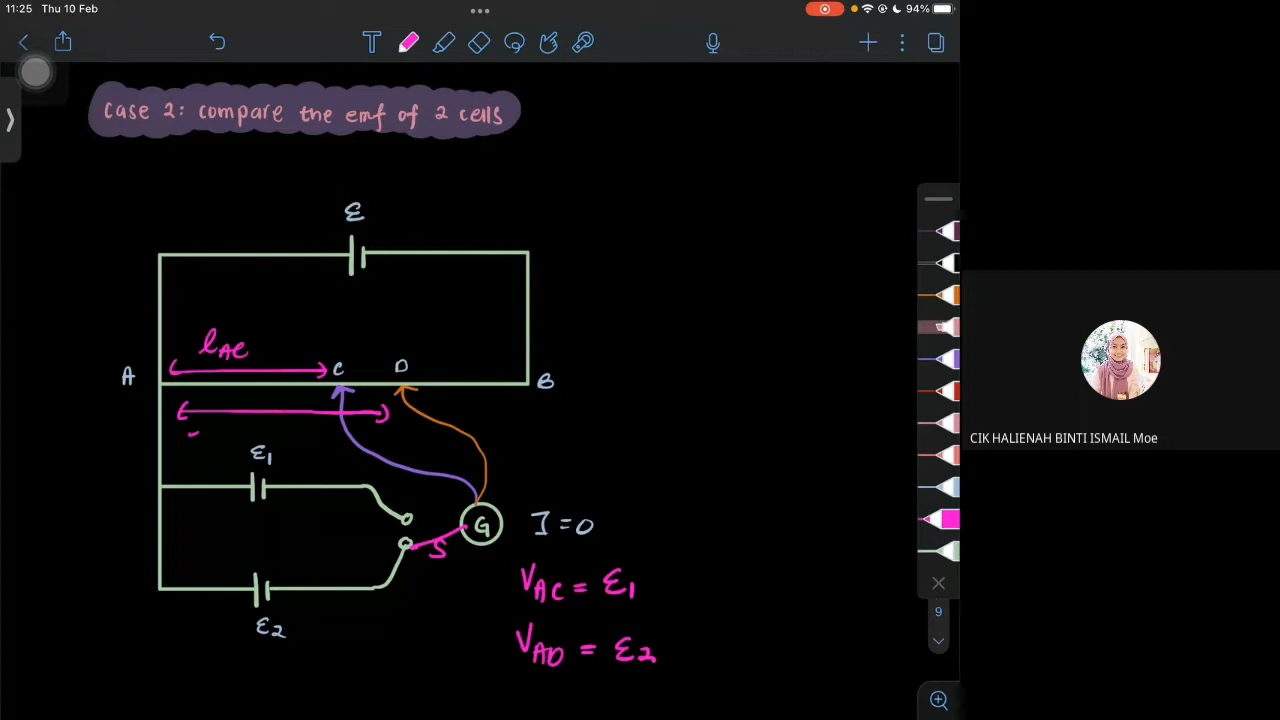 11:25 Thu 10 Feb
94%
T
case 2: compare the emf of 2 cells
ε
l AC
A
C
D
B
ε1
G
I = 0
S
VAC = ε1
ε2
VAD = ε2
9
CIK HALIENAH BINTI ISMAIL Moe